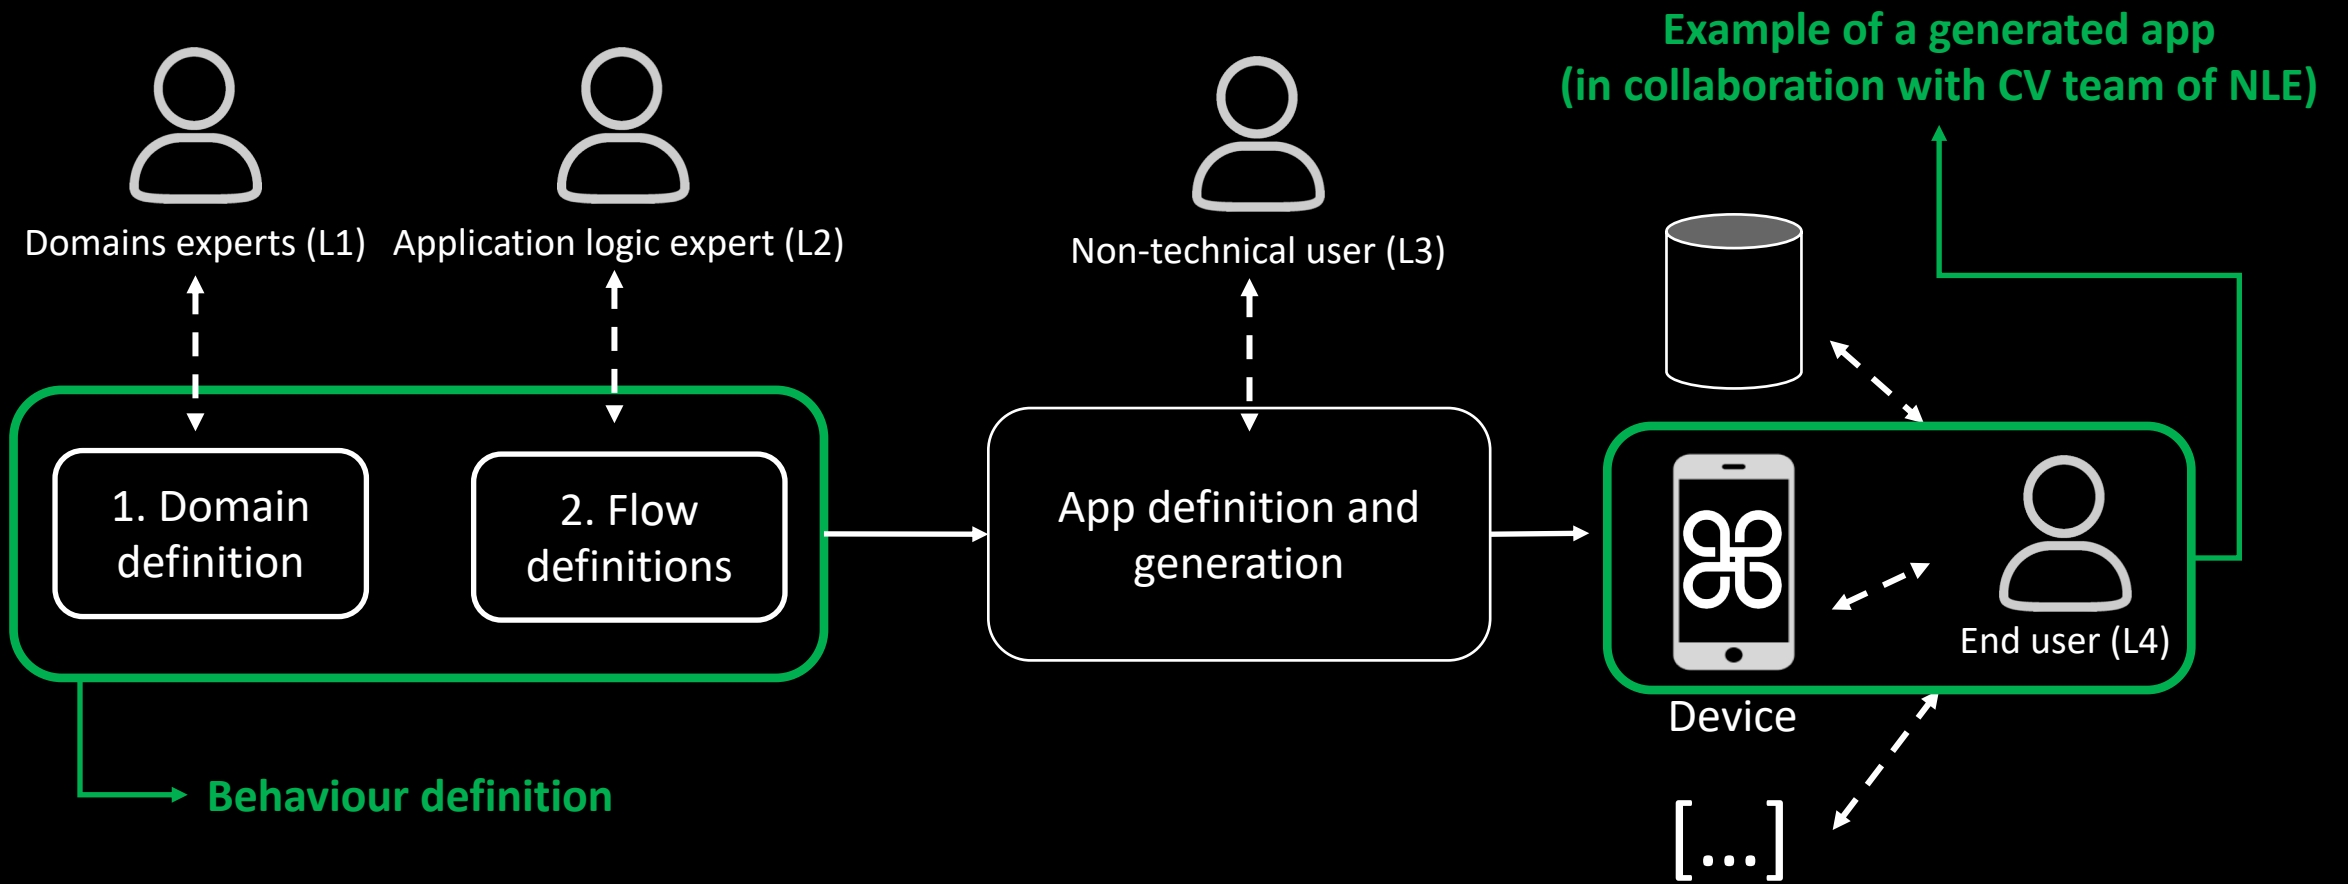 Example of a generated app
(in collaboration with CV team of NLE)
Domains experts (L1)
Application logic expert (L2)
Non-technical user (L3)
1. Domain
definition
2. Flow
definitions
App definition and
generation
End user (L4)
Device
Behaviour definition
[...]